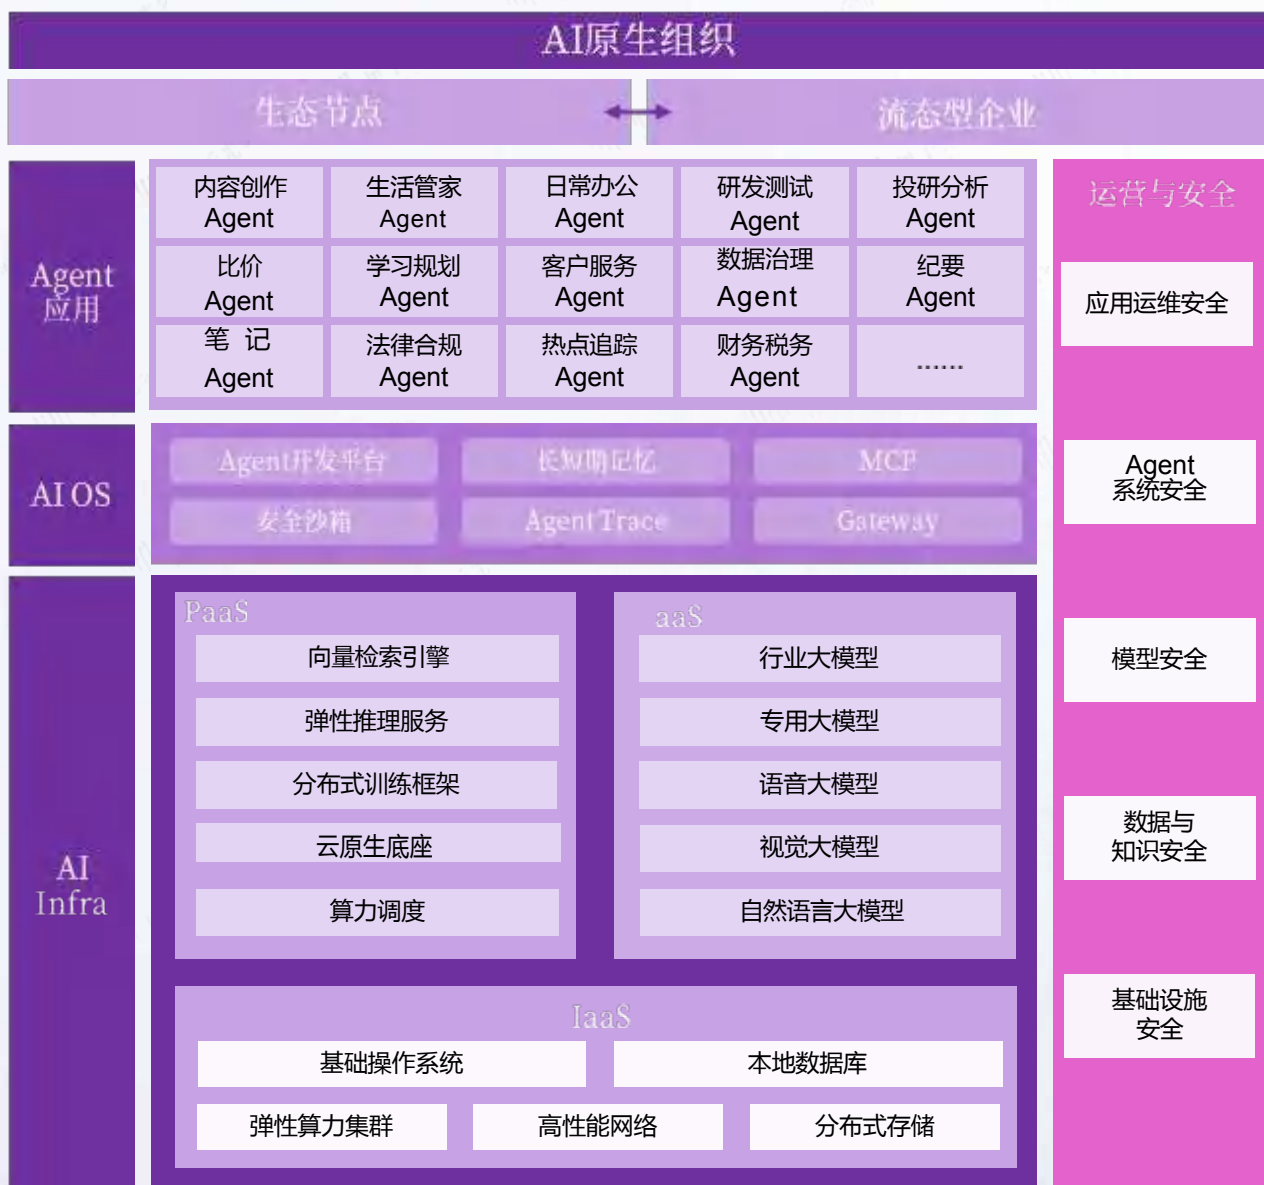 AI原生组织
生态节点
流态型企业
Agent
应用
内容创作
Agent
生活管家
Agent
日常办公
Agent
研发测试
Agent
投研分析
Agent
比价
Agent
学习规划
Agent
客户服务
Agent
数据治理
Agent
纪要
Agent
笔 记
Agent
法律合规
Agent
热点追踪
Agent
财务税务
Agent
......
AI OS
Agent开发平台
长短期记忆
MCP
安全沙箱
Agent Trace
Gateway
AI
Infra
PaaS
向量检索引擎
弹性推理服务
分布式训练框架
云原生底座
算力调度
aaS
行业大模型
专用大模型
语音大模型
视觉大模型
自然语言大模型
IaaS
基础操作系统
本地数据库
弹性算力集群
高性能网络
分布式存储
运营与安全
应用运维安全
Agent
系统安全
模型安全
数据与
知识安全
基础设施
安全